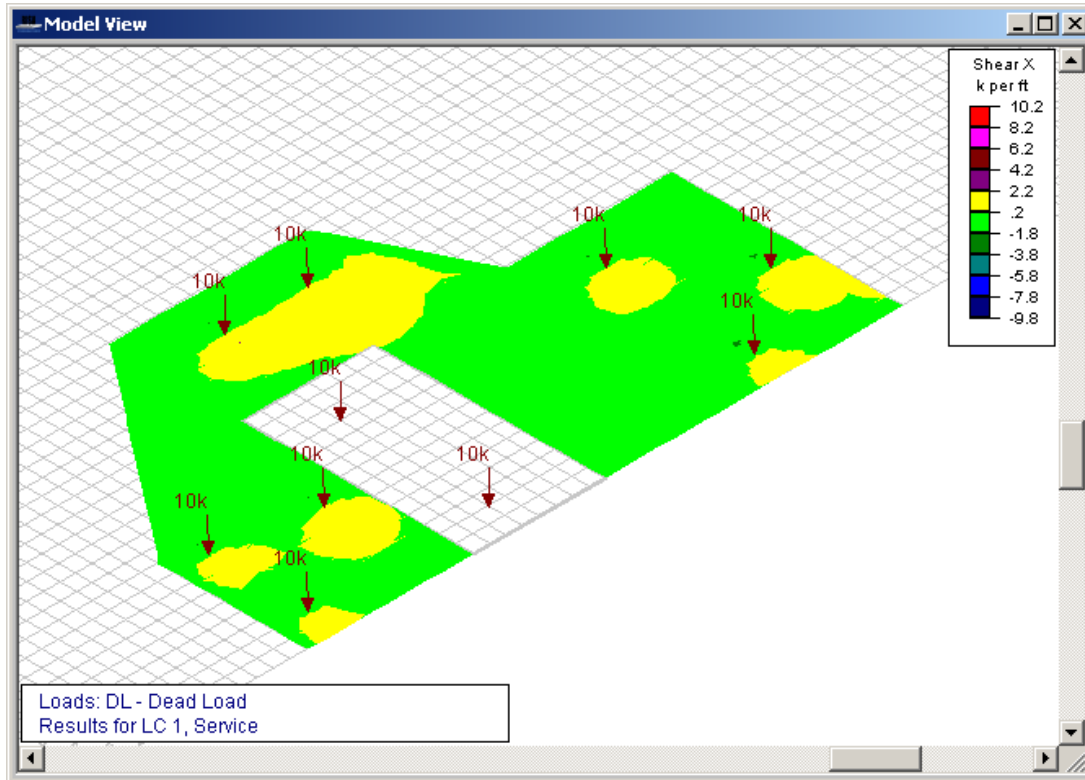 Model View
Shear X
k per ft
10.2
8.2
6.2
4.2
2.2
.2
-1.8
-3.8
-5.8
-7.8
-9.8
10k
10k
10k
10k
10k
10k
10k
10k
10k
10k
10k
Loads: DL - Dead Load
Results for LC 1, Service